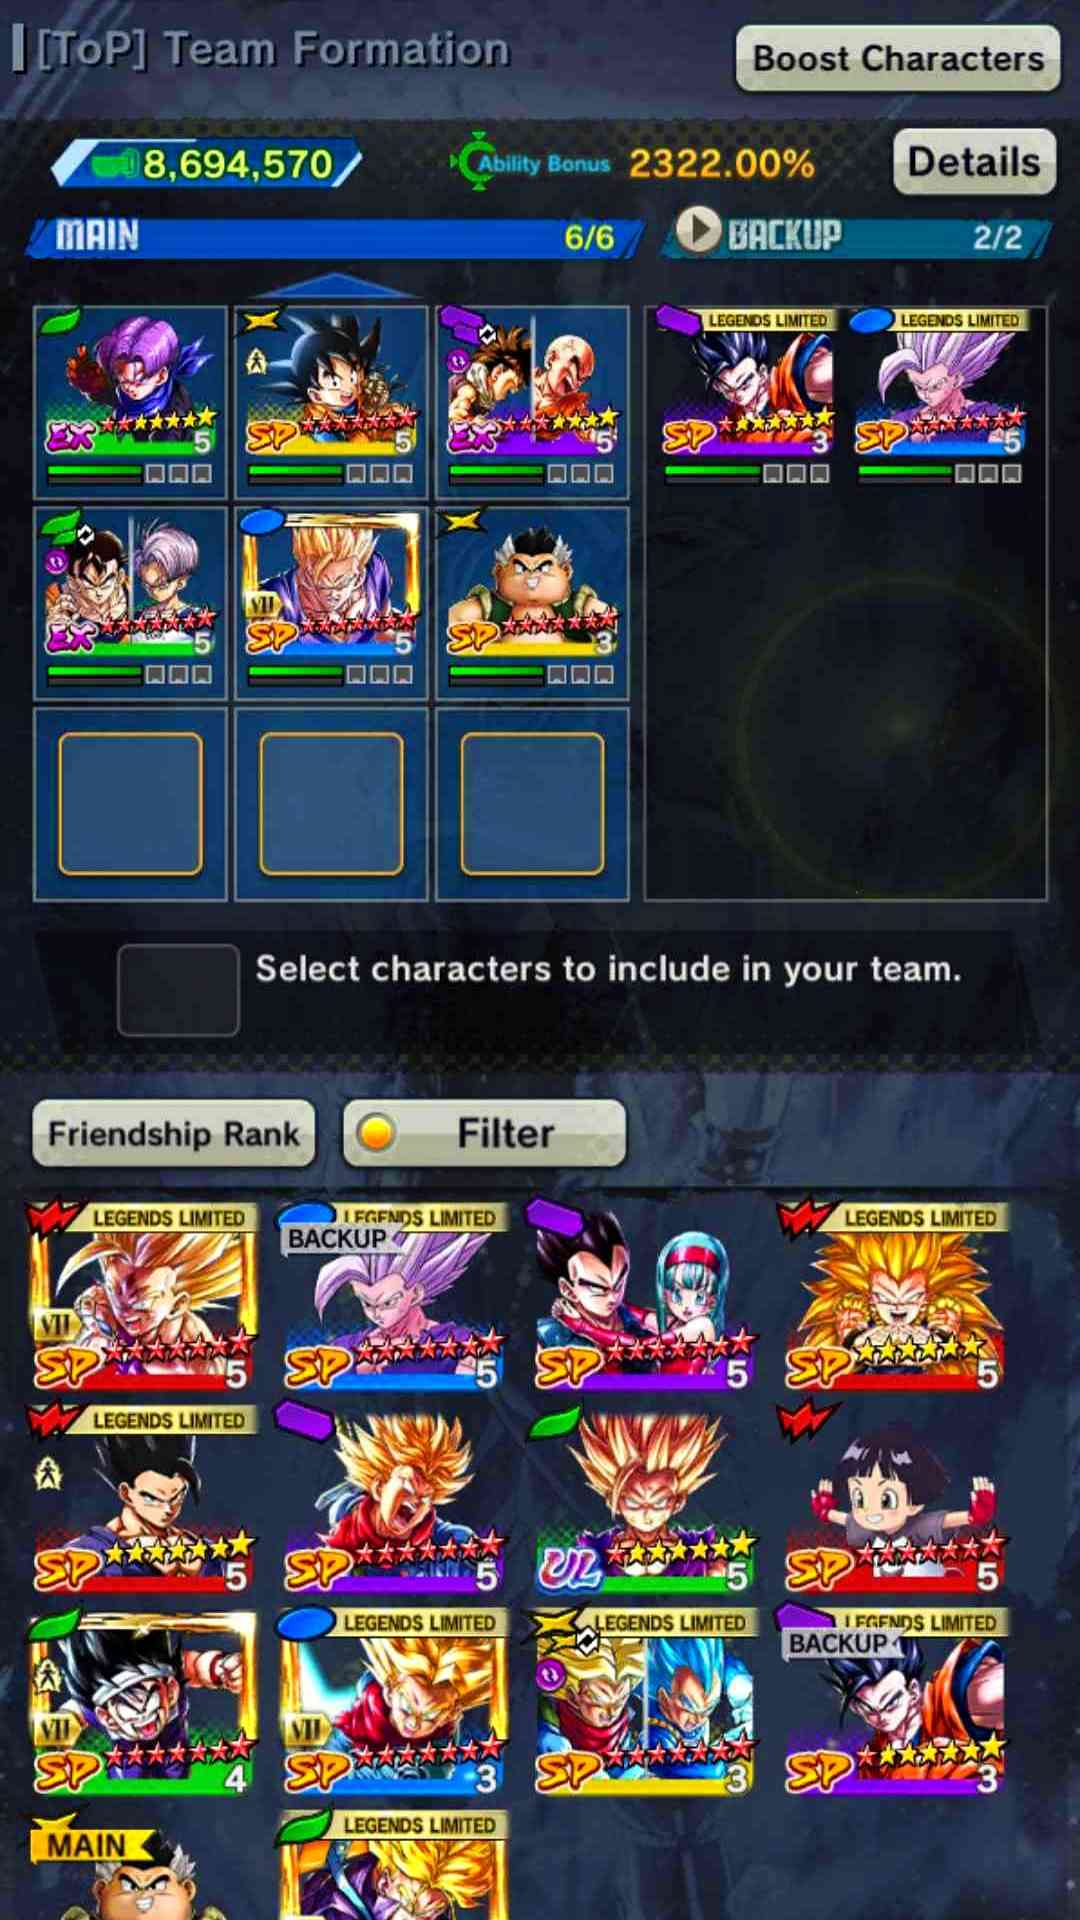 [ToP] Team Formation
Boost Characters
8,694,570
Ability Bonus 2322.00%
Details
MAIN 6/6
BACKUP 2/2
EX 5
SP 5
EX 5
LEGENDS LIMITED
SP 3
LEGENDS LIMITED
SP 5
EX 5
VII
SP 5
SP 3
Select characters to include in your team.
Friendship Rank
Filter
LEGENDS LIMITED
VII
SP 5
LEGENDS LIMITED
BACKUP
SP 5
SP 5
LEGENDS LIMITED
SP 5
LEGENDS LIMITED
SP 5
SP 5
UL 5
SP 5
VII
SP 4
LEGENDS LIMITED
VII
SP 3
LEGENDS LIMITED
SP 3
LEGENDS LIMITED
BACKUP
SP 3
MAIN
LEGENDS LIMITED